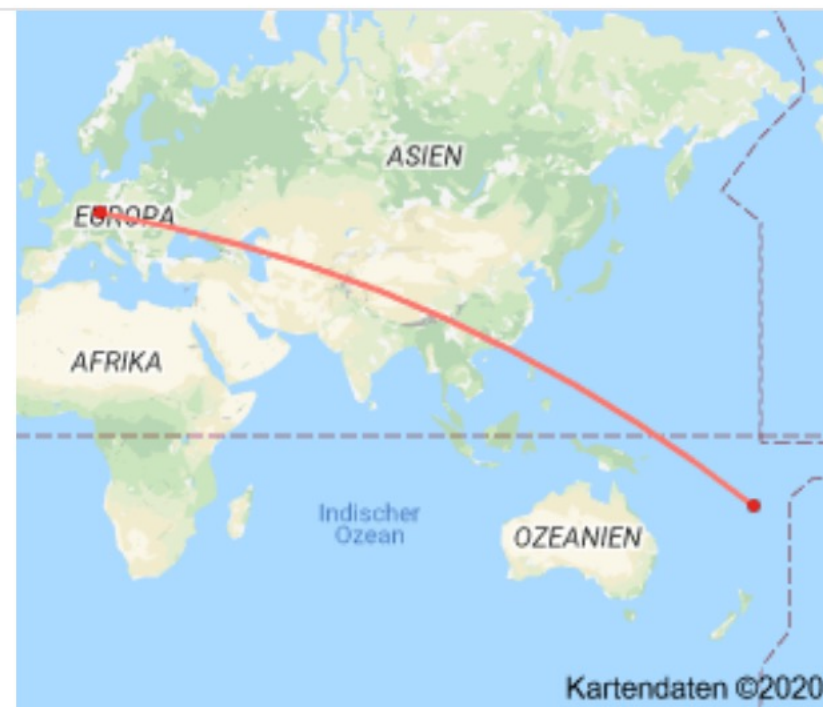 ASIEN
EUROPA
AFRIKA
Indischer
Ozean
OZEANIEN
Kartendaten ©2020